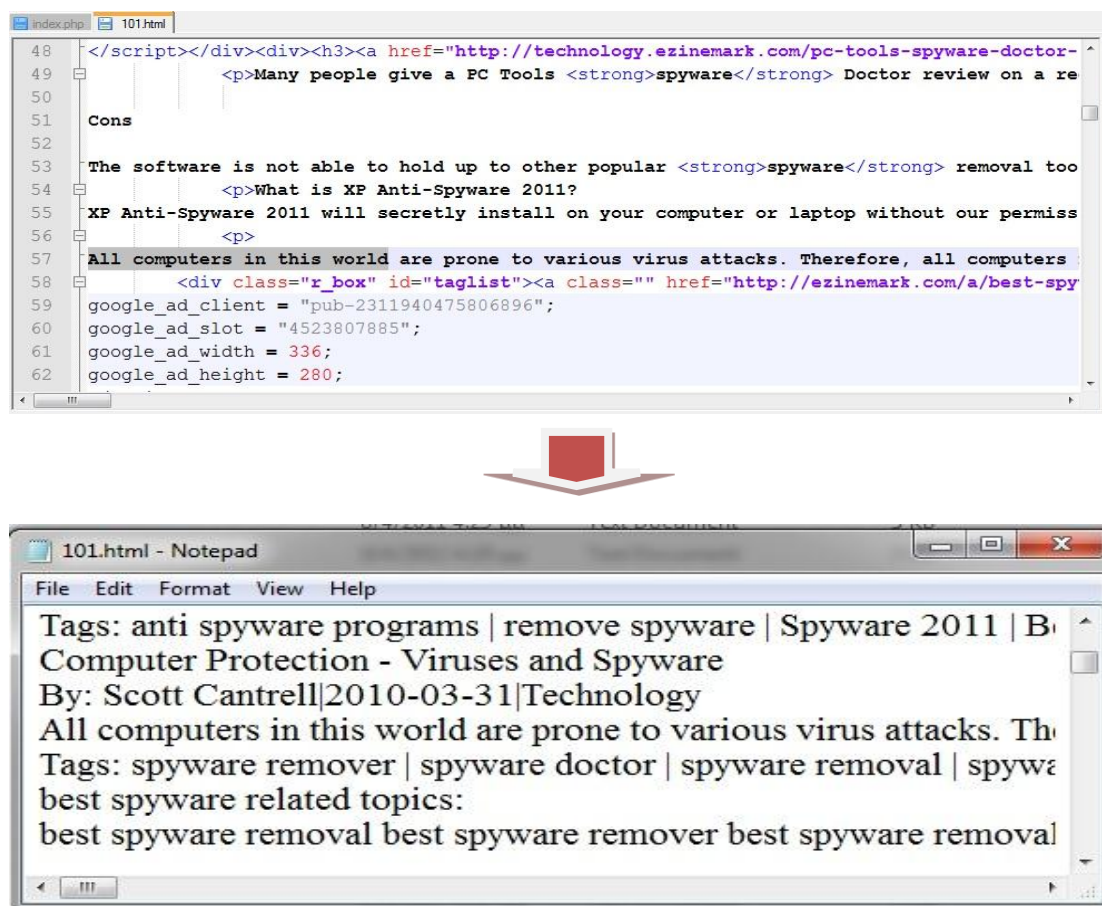 index.php 101.html
48 </script></div><div><h3><a href="http://technology.ezinemark.com/pc-tools-spyware-doctor-
49 <p>Many people give a PC Tools <strong>spyware</strong> Doctor review on a re
50
51 Cons
52
53 The software is not able to hold up to other popular <strong>spyware</strong> removal too
54 <p>What is XP Anti-Spyware 2011?
55 XP Anti-Spyware 2011 will secretly install on your computer or laptop without our permiss
56 <p>
57 All computers in this world are prone to various virus attacks. Therefore, all computers
58 <div class="r_box" id="taglist"><a class="" href="http://ezinemark.com/a/best-spy
59 google_ad_client = "pub-2311940475806896";
60 google_ad_slot = "4523807885";
61 google_ad_width = 336;
62 google_ad_height = 280;
101.html - Notepad
File Edit Format View Help
Tags: anti spyware programs | remove spyware | Spyware 2011 |
Computer Protection - Viruses and Spyware
By: Scott Cantrell|2010-03-31|Technology
All computers in this world are prone to various virus attacks.
Tags: spyware remover | spyware doctor | spyware removal |
best spyware related topics:
best spyware removal best spyware remover best spyware removal